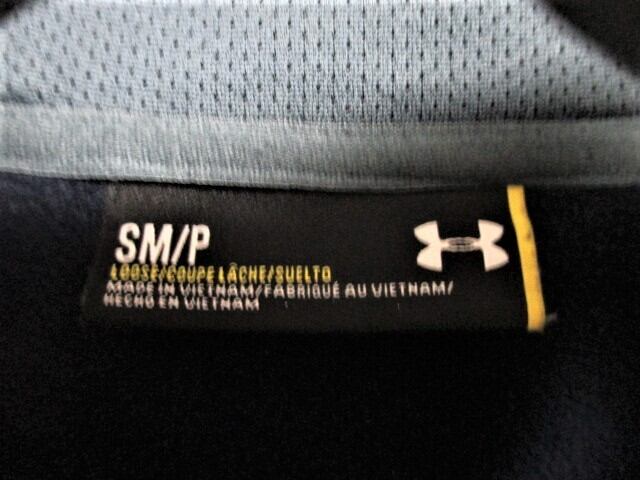 SM/P
LOOSE/COUPE LÂCHE/SUELTO
MADE IN VIETNAM/FABRIQUÉ AU VIETNAM/
HECHO EN VIETNAM